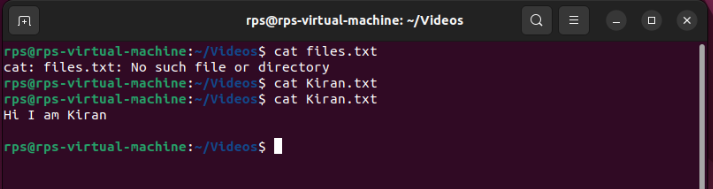 rps@rps-virtual-machine: ~/Videos
rps@rps-virtual-machine:~/Videos$ cat files.txt
cat: files.txt: No such file or directory
rps@rps-virtual-machine:~/Videos$ cat Kiran.txt
rps@rps-virtual-machine:~/Videos$ cat Kiran.txt
Hi I am Kiran
rps@rps-virtual-machine:~/Videos$